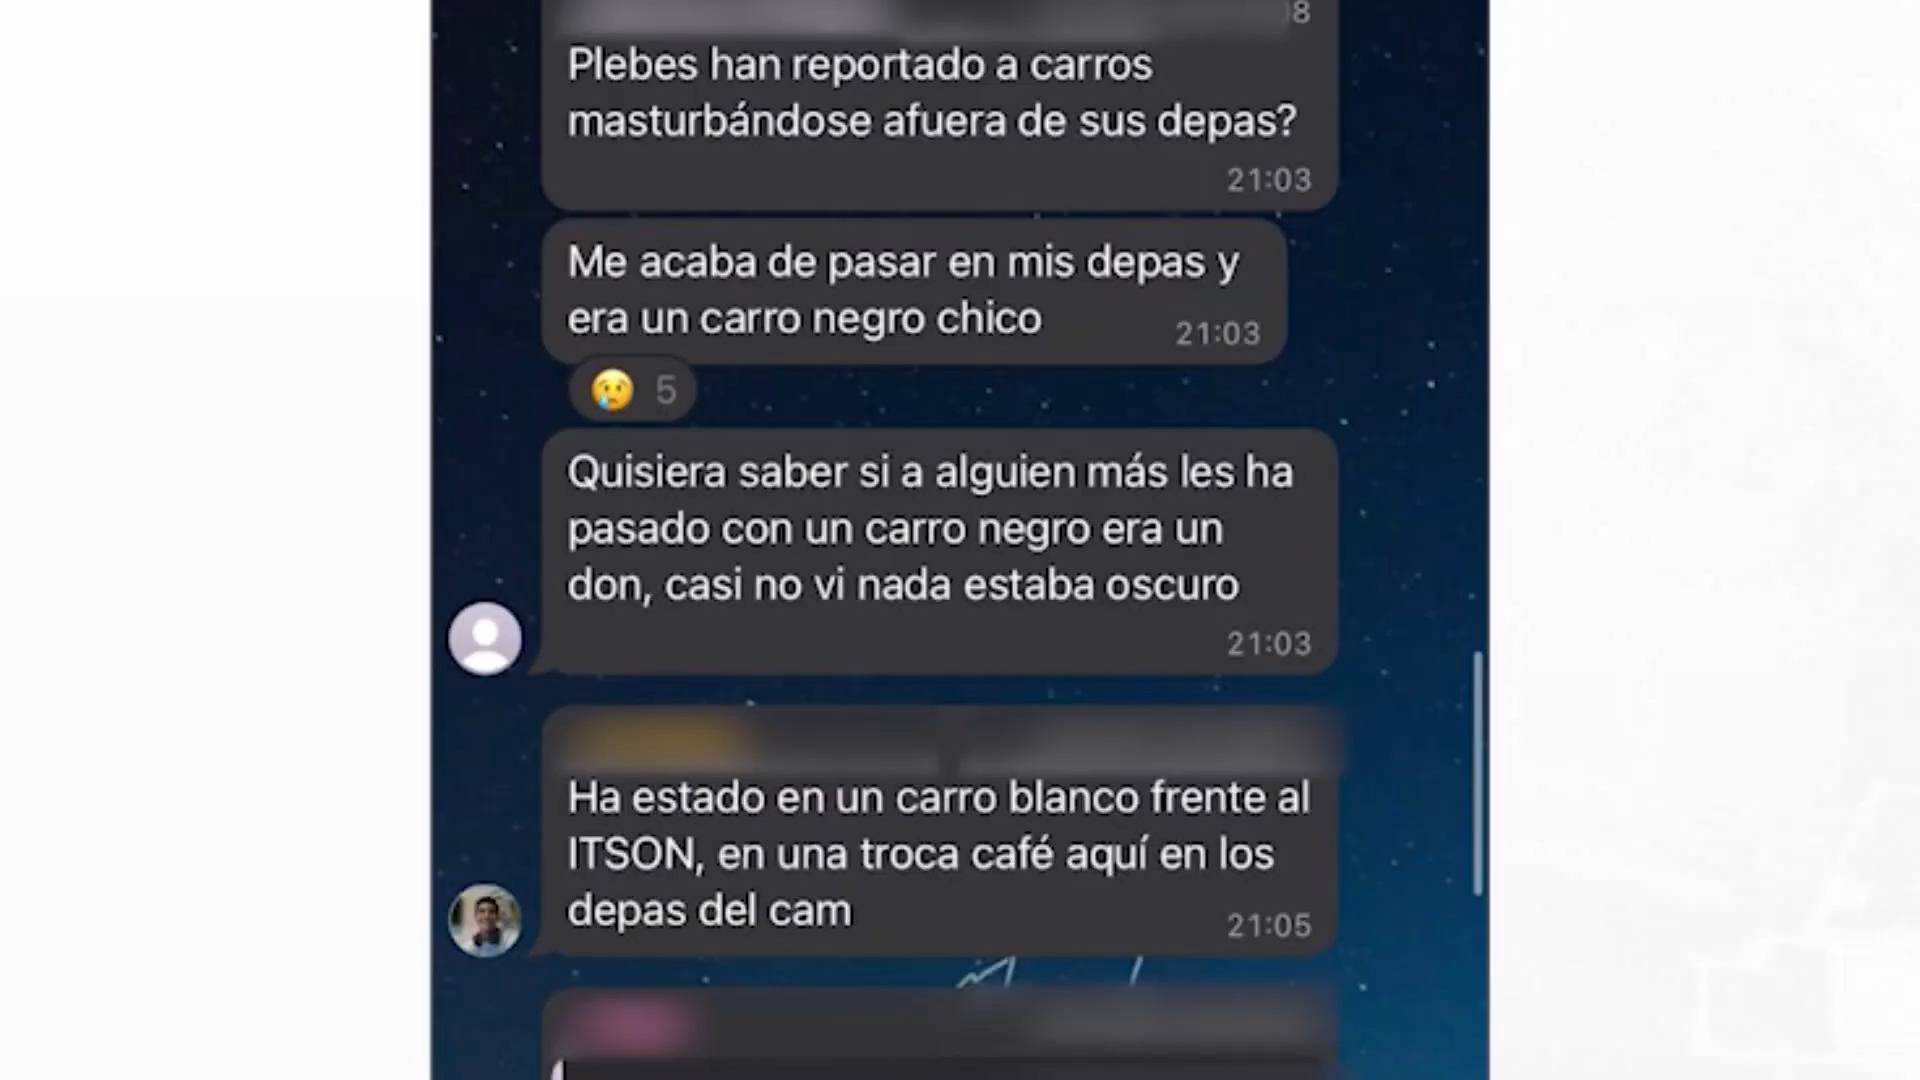 8
Plebes han reportado a carros
masturbándose afuera de sus depas?
21:03
Me acaba de pasar en mis depas y
era un carro negro chico
21:03
5
Quisiera saber si a alguien más les ha
pasado con un carro negro era un
don, casi no vi nada estaba oscuro
21:03
Ha estado en un carro blanco frente al
ITSON, en una troca café aquí en los
depas del cam
21:05